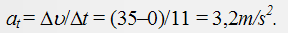 aₜ = Δυ/Δt = (35–0)/11 = 3,2m/s².